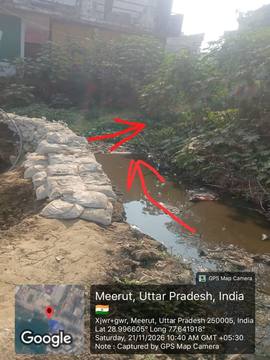 GPS Map Camera
Meerut, Uttar Pradesh, India
Xjwr+gwr, Meerut, Uttar Pradesh 250005, India
Lat 28.996605° Long 77.641918°
Saturday, 21/11/2026 10:40 AM GMT +05:30
Note : Captured by GPS Map Camera
Google